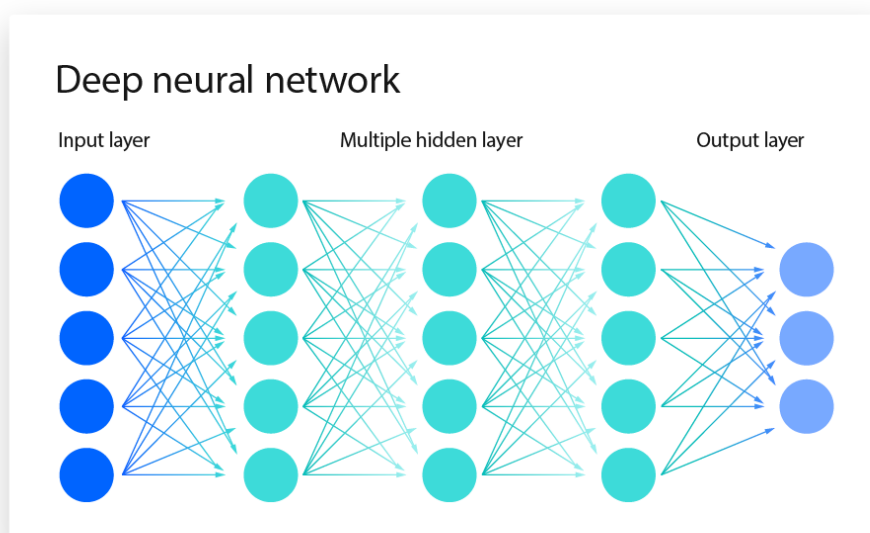 Deep neural network
Input layer
Multiple hidden layer
Output layer